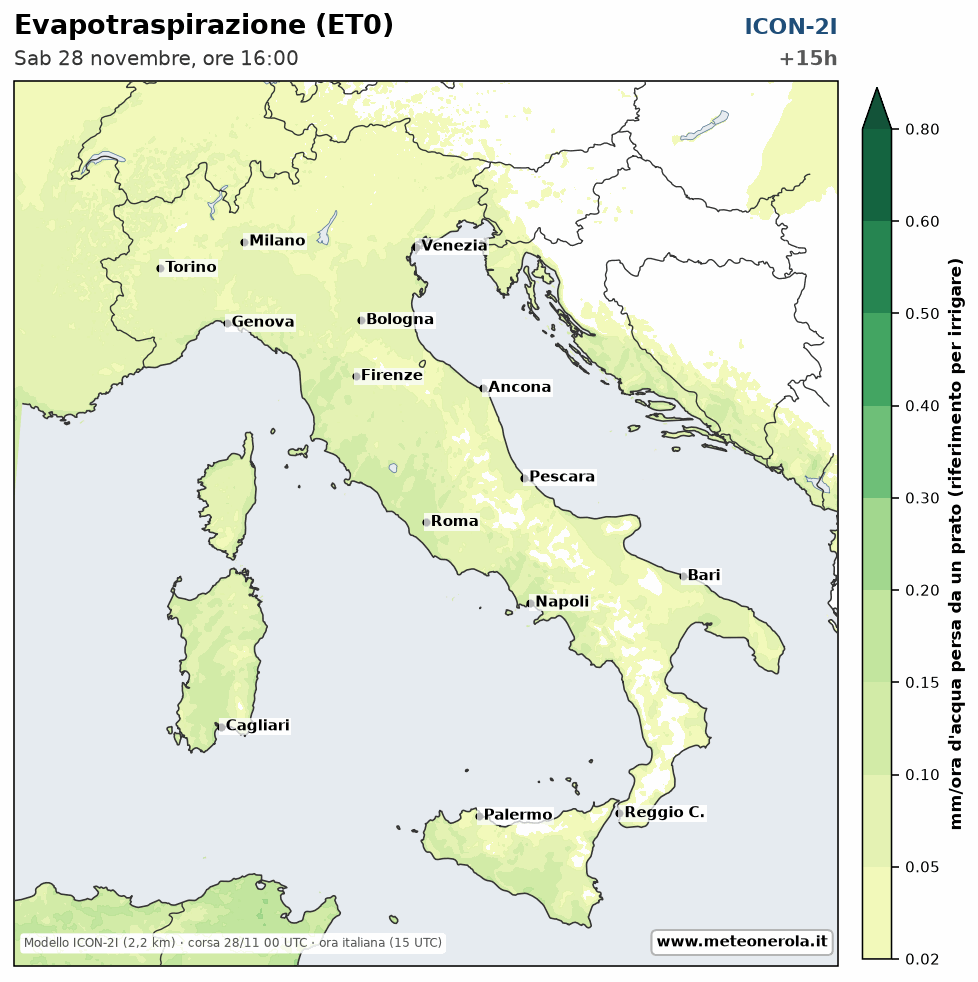 Evapotraspirazione (ET0)
ICON-2I
Sab 28 novembre, ore 16:00
+15h
0.80
0.60
0.50
0.40
0.30
0.20
0.15
0.10
0.05
0.02
mm/ora d'acqua persa da un prato (riferimento per irrigare)
Milano
Venezia
Torino
Genova
Bologna
Firenze
Ancona
Pescara
Roma
Bari
Napoli
Cagliari
Palermo
Reggio C.
Modello ICON-2I (2,2 km) · corsa 28/11 00 UTC · ora italiana (15 UTC)
www.meteonerola.it